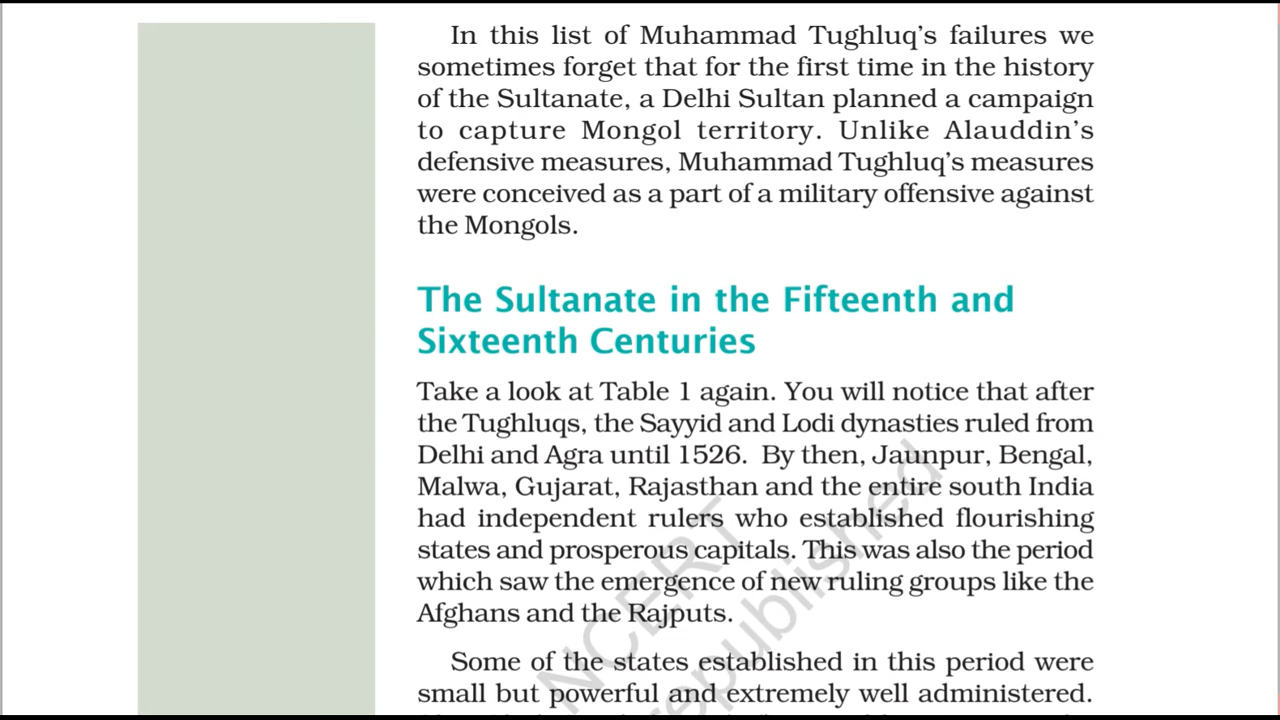 In this list of Muhammad Tughluq's failures we
sometimes forget that for the first time in the history
of the Sultanate, a Delhi Sultan planned a campaign
to capture Mongol territory. Unlike Alauddin's
defensive measures, Muhammad Tughluq's measures
were conceived as a part of a military offensive against
the Mongols.
The Sultanate in the Fifteenth and
Sixteenth Centuries
Take a look at Table 1 again. You will notice that after
the Tughluqs, the Sayyid and Lodi dynasties ruled from
Delhi and Agra until 1526. By then, Jaunpur, Bengal,
Malwa, Gujarat, Rajasthan and the entire south India
had independent rulers who established flourishing
states and prosperous capitals. This was also the period
which saw the emergence of new ruling groups like the
Afghans and the Rajputs.
Some of the states established in this period were
small but powerful and extremely well administered.
NCERT
republished